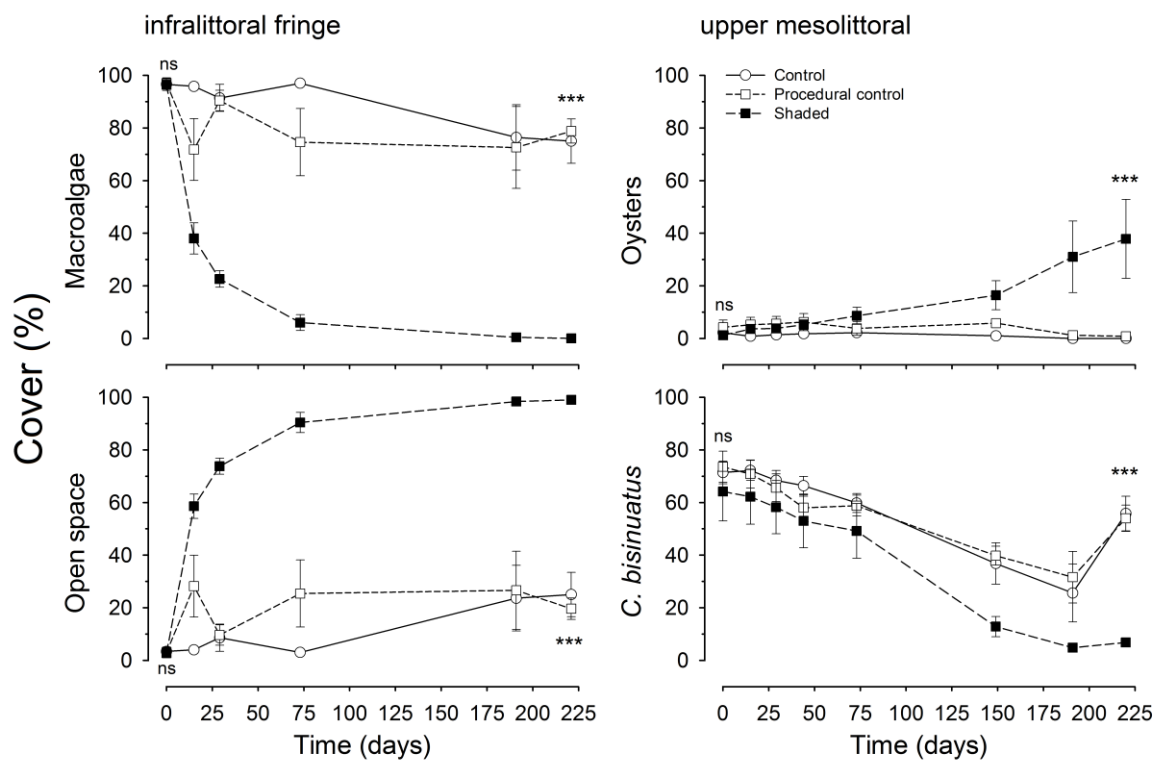 infralittoral fringe
upper mesolittoral
Cover (%)
Macroalgae
100
80
60
40
20
0
ns
***
Oysters
100
80
60
40
20
0
Control
Procedural control
Shaded
ns
***
Open space
100
80
60
40
20
0
ns
***
0 25 50 75 100 125 150 175 200 225
Time (days)
C. bisinuatus
100
80
60
40
20
0
ns
***
0 25 50 75 100 125 150 175 200 225
Time (days)